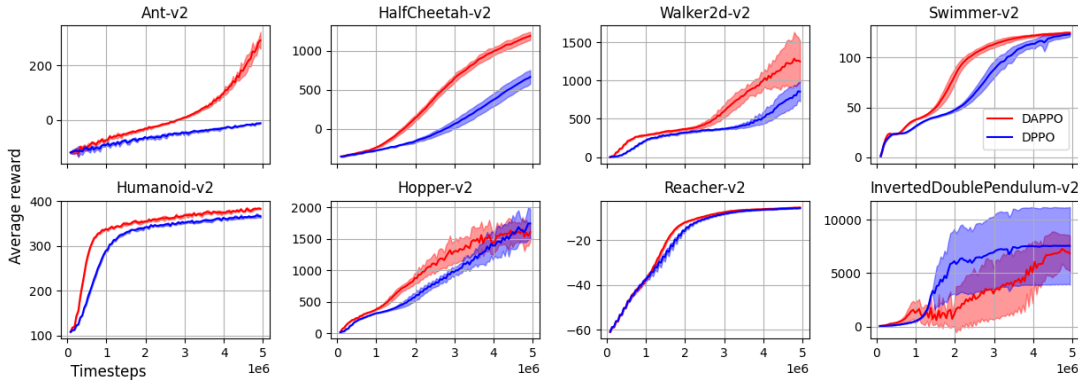 Ant-v2
HalfCheetah-v2
Walker2d-v2
Swimmer-v2
200
0
1000
0
1500
1000
500
0
100
50
0
DAPPO
DPPO
Average reward
Humanoid-v2
Hopper-v2
Reacher-v2
InvertedDoublePendulum-v2
400
300
200
100
2000
1500
1000
500
0
−20
−40
−60
10000
5000
0
0 1 2 3 4 5
0 1 2 3 4 5
0 1 2 3 4 5
0 1 2 3 4 5
Timesteps
1e6
1e6
1e6
1e6